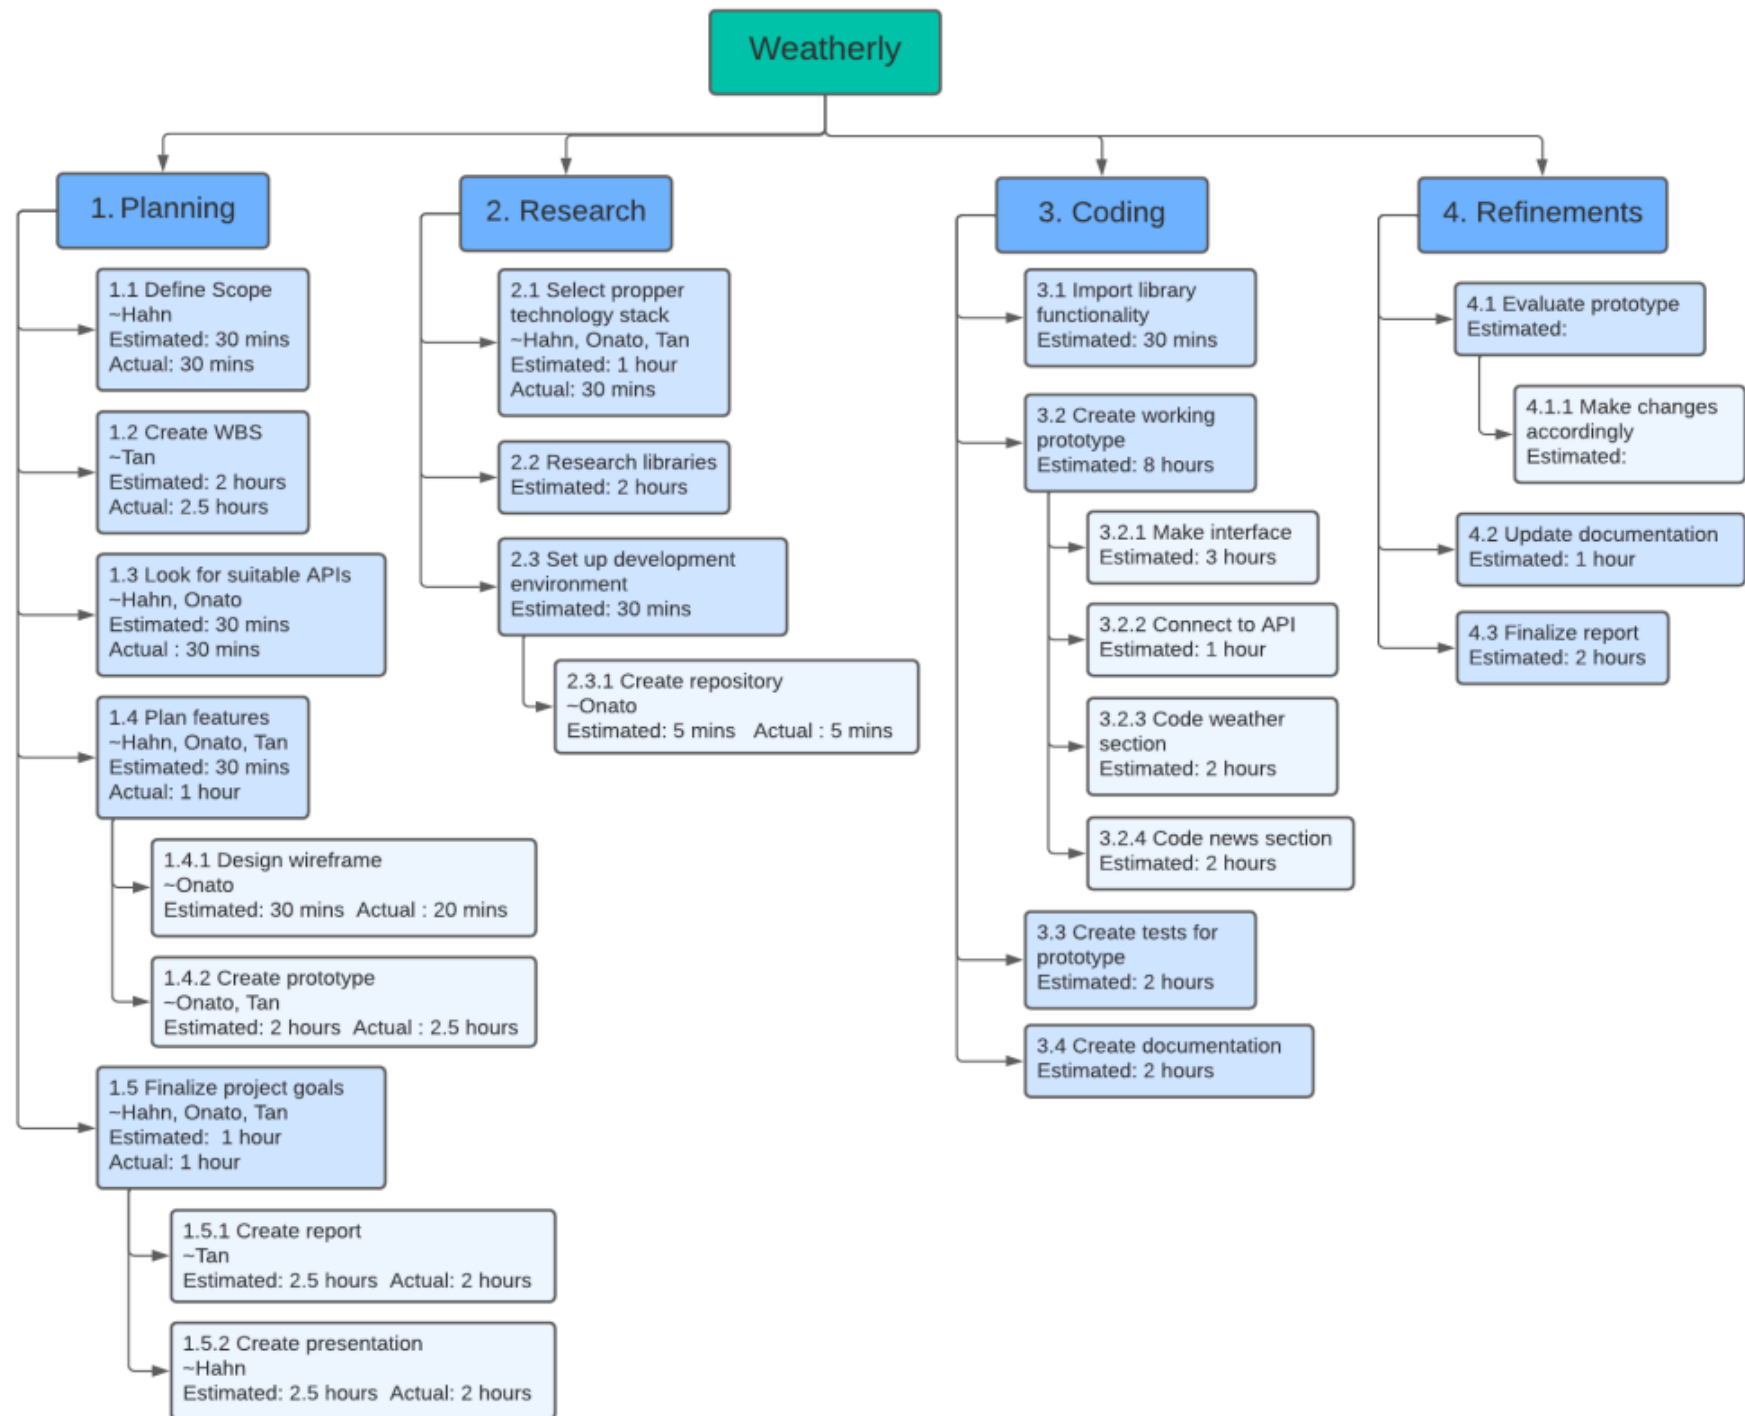 Weatherly
1. Planning
1.1 Define Scope
~Hahn
Estimated: 30 mins
Actual: 30 mins
1.2 Create WBS
~Tan
Estimated: 2 hours
Actual: 2.5 hours
1.3 Look for suitable APIs
~Hahn, Onato
Estimated: 30 mins
Actual : 30 mins
1.4 Plan features
~Hahn, Onato, Tan
Estimated: 30 mins
Actual: 1 hour
1.4.1 Design wireframe
~Onato
Estimated: 30 mins  Actual : 20 mins
1.4.2 Create prototype
~Onato, Tan
Estimated: 2 hours  Actual : 2.5 hours
1.5 Finalize project goals
~Hahn, Onato, Tan
Estimated:  1 hour
Actual: 1 hour
1.5.1 Create report
~Tan
Estimated: 2.5 hours  Actual: 2 hours
1.5.2 Create presentation
~Hahn
Estimated: 2.5 hours  Actual: 2 hours
2. Research
2.1 Select propper
technology stack
~Hahn, Onato, Tan
Estimated: 1 hour
Actual: 30 mins
2.2 Research libraries
Estimated: 2 hours
2.3 Set up development
environment
Estimated: 30 mins
2.3.1 Create repository
~Onato
Estimated: 5 mins   Actual : 5 mins
3. Coding
3.1 Import library
functionality
Estimated: 30 mins
3.2 Create working
prototype
Estimated: 8 hours
3.2.1 Make interface
Estimated: 3 hours
3.2.2 Connect to API
Estimated: 1 hour
3.2.3 Code weather
section
Estimated: 2 hours
3.2.4 Code news section
Estimated: 2 hours
3.3 Create tests for
prototype
Estimated: 2 hours
3.4 Create documentation
Estimated: 2 hours
4. Refinements
4.1 Evaluate prototype
Estimated:
4.1.1 Make changes
accordingly
Estimated:
4.2 Update documentation
Estimated: 1 hour
4.3 Finalize report
Estimated: 2 hours